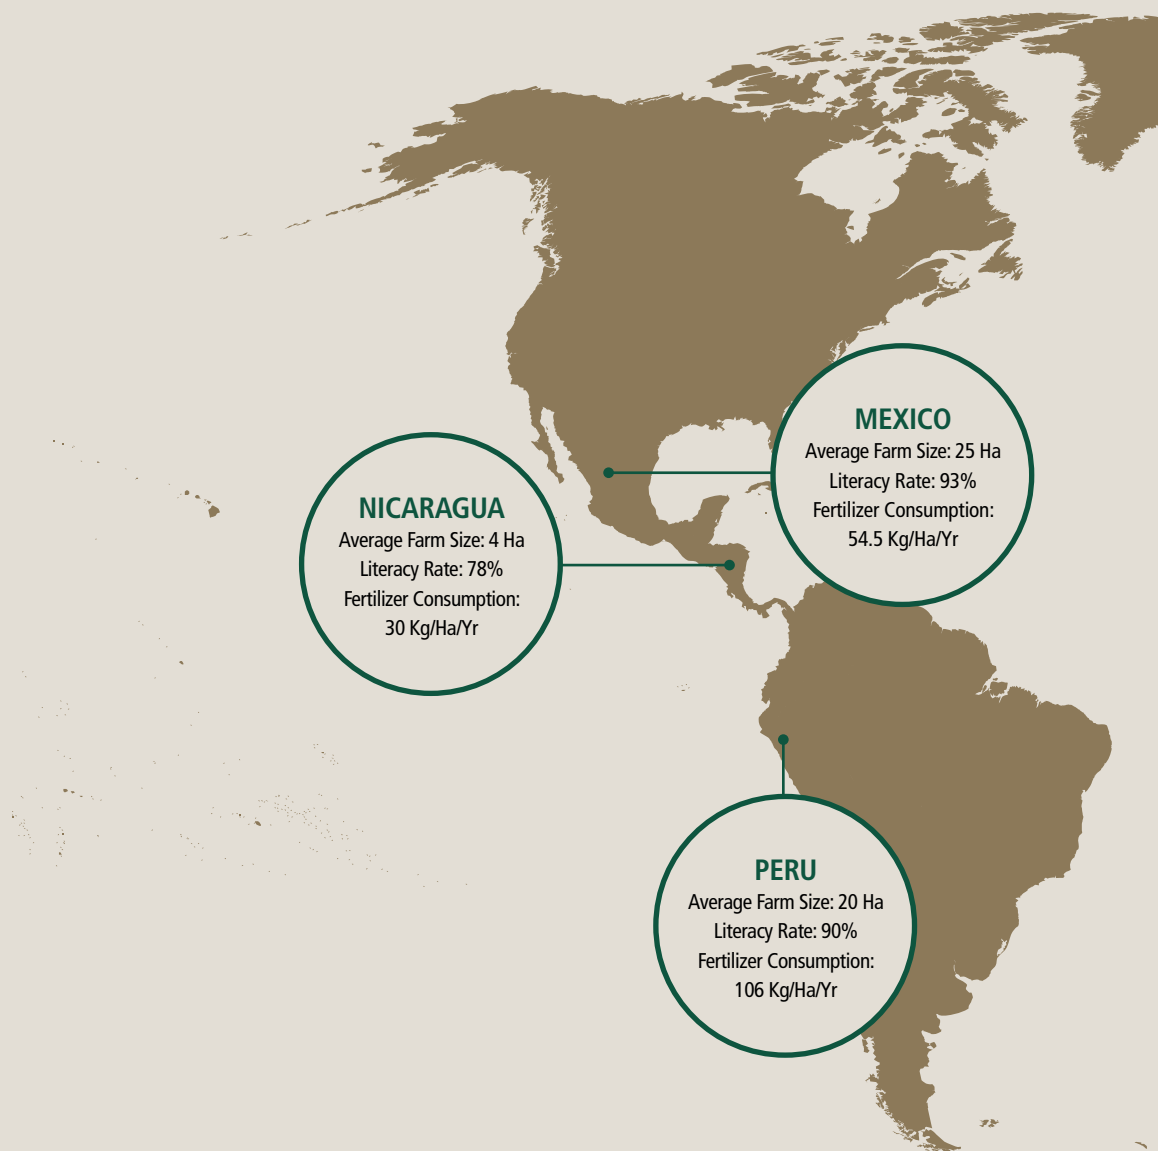 MEXICO
Average Farm Size: 25 Ha
Literacy Rate: 93%
Fertilizer Consumption:
54.5 Kg/Ha/Yr
NICARAGUA
Average Farm Size: 4 Ha
Literacy Rate: 78%
Fertilizer Consumption:
30 Kg/Ha/Yr
PERU
Average Farm Size: 20 Ha
Literacy Rate: 90%
Fertilizer Consumption:
106 Kg/Ha/Yr